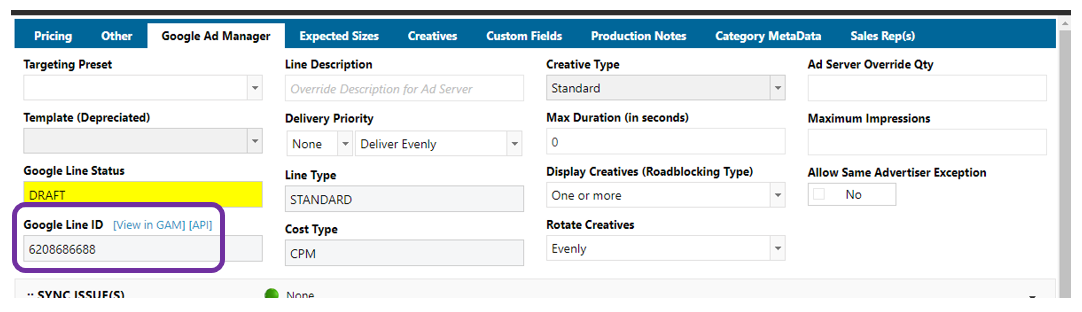 Pricing Other Google Ad Manager Expected Sizes Creatives Custom Fields Production Notes Category MetaData Sales Rep(s)
Targeting Preset
Line Description
Override Description for Ad Server
Creative Type
Standard
Ad Server Override Qty
Template (Depreciated)
Delivery Priority
None Deliver Evenly
Max Duration (in seconds)
0
Maximum Impressions
Google Line Status
DRAFT
Line Type
STANDARD
Display Creatives (Roadblocking Type)
One or more
Allow Same Advertiser Exception
No
Google Line ID [View in GAM] [API]
6208686688
Cost Type
CPM
Rotate Creatives
Evenly
:: SYNC ISSUE(S) None